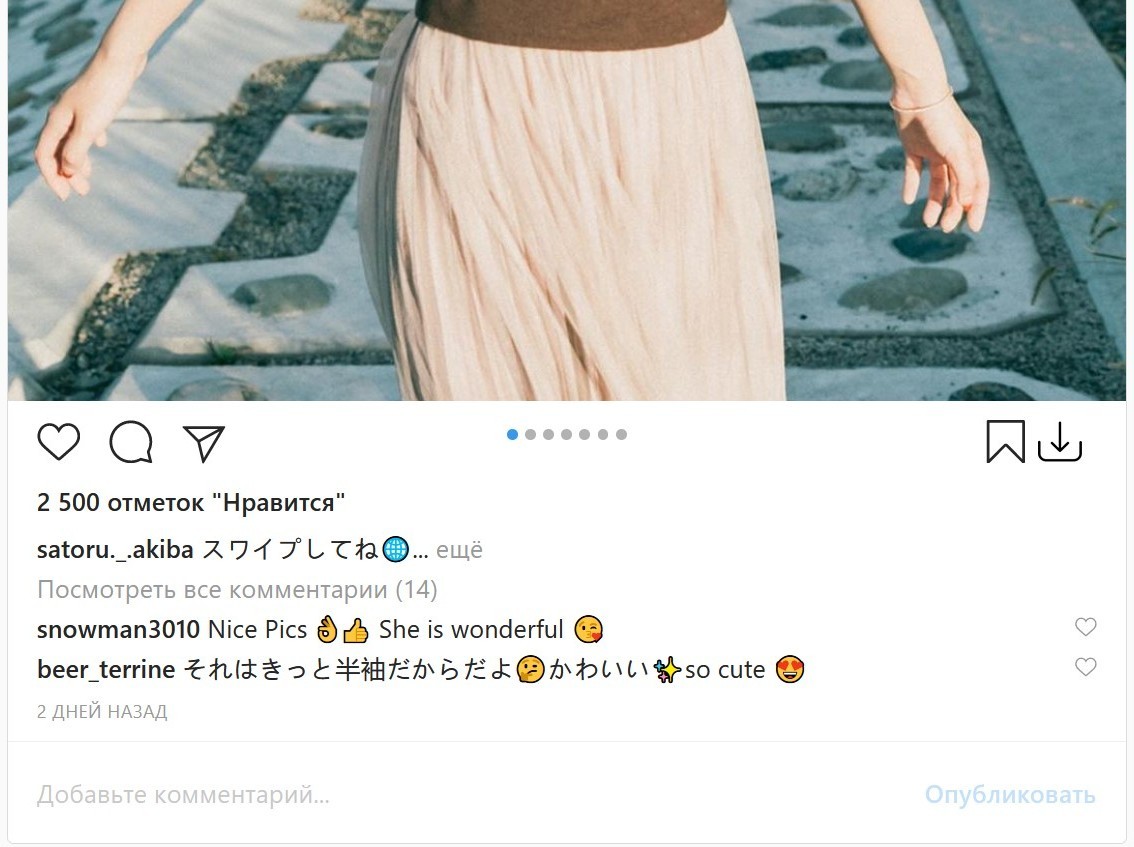 2 500 отметок "Нравится"
satoru._.akiba スワイプしてね🌐... ещё
Посмотреть все комментарии (14)
snowman3010 Nice Pics 👌👍 She is wonderful 😘
beer_terrine それはきっと半袖だからだよ🤔かわいい✨so cute 😍
2 ДНЕЙ НАЗАД
Добавьте комментарий... Опубликовать